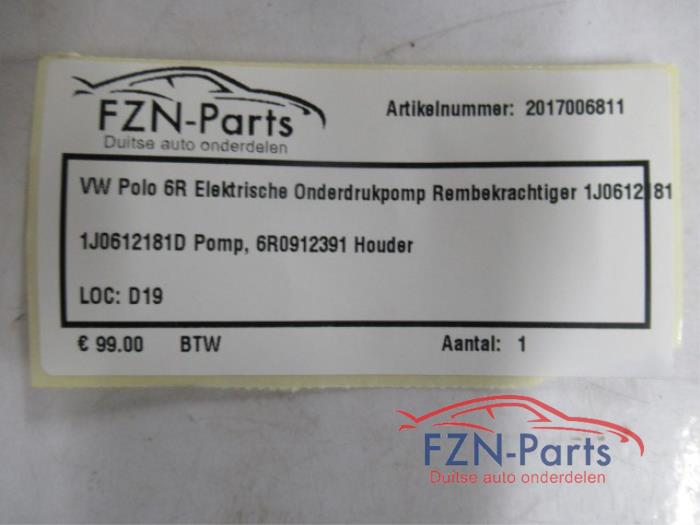 FZN-Parts
Duitse auto onderdelen
Artikelnummer: 2017006811
VW Polo 6R Elektrische Onderdrukpomp Rembekrachtiger 1J0612181
1J0612181D Pomp, 6R0912391 Houder
LOC: D19
€ 99.00 BTW Aantal: 1
FZN-Parts
Duitse auto onderdelen